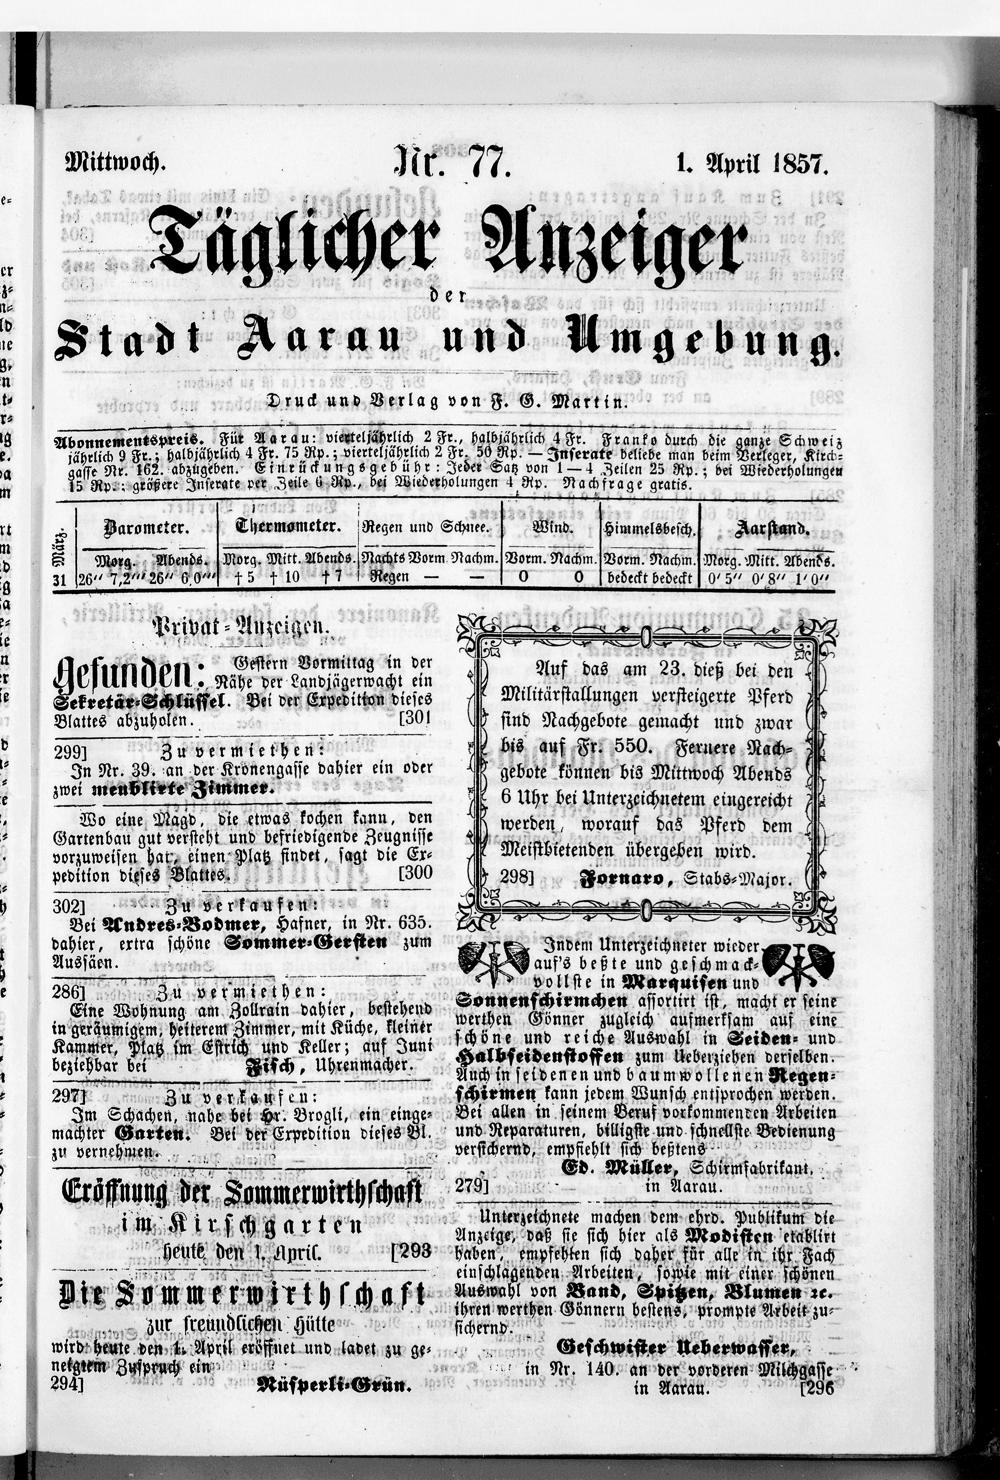 Mittwoch. Nr. 77. 1. April 1857.
Täglicher Anzeiger
der
Stadt Aarau und Umgebung.
Druck und Verlag von F. G. Martin.
Abonnementspreis. Für Aarau: vierteljährlich 2 Fr., halbjährlich 4 Fr. Franko durch die ganze Schweiz
jährlich 9 Fr.; halbjährlich 4 Fr. 75 Rp.; vierteljährlich 2 Fr. 50 Rp. — Inserate beliebe man beim Verleger, Kirch-
gasse Nr. 162. abzugeben. Einrückungsgebühr: Jeder Satz von 1—4 Zeilen 25 Rp.; bei Wiederholungen
15 Rp.; größere Inserate per Zeile 6 Rp., bei Wiederholungen 4 Rp. Nachfrage gratis.
März. Barometer. Thermometer. Regen und Schnee. Wind. Himmelsbesch. Aarstand.
Morg. Abends. Morg. Mitt. Abends. Nachts Vorm. Nachm. Vorm. Nachm. Vorm. Nachm. Morg. Mitt. Abends.
31 26'' 7,2''' 26'' 6,0''' † 5 † 10 † 7 Regen — — O O bedeckt bedeckt 0' 5'' 0' 8'' 1' 0''
Privat-Anzeigen.
Gefunden: Gestern Vormittag in der
Nähe der Landjägerwacht ein
Sekretär-Schlüssel. Bei der Expedition dieses
Blattes abzuholen. [301
299] Zu vermiethen:
In Nr. 39. an der Kronengasse dahier ein oder
zwei meublirte Zimmer.
Wo eine Magd, die etwas kochen kann, den
Gartenbau gut versteht und befriedigende Zeugnisse
vorzuweisen hat, einen Platz findet, sagt die Ex-
pedition dieses Blattes. [300
302] Zu verkaufen:
Bei Andres-Bodmer, Hafner, in Nr. 635.
dahier, extra schöne Sommer-Gersten zum
Aussäen.
286] Zu vermiethen:
Eine Wohnung am Zollrain dahier, bestehend
in geräumigem, heiterem Zimmer, mit Küche, kleiner
Kammer, Platz im Estrich und Keller; auf Juni
beziehbar bei Fisch, Uhrenmacher.
297] Zu verkaufen:
Im Schachen, nahe bei Hr. Brogli, ein einge-
machter Garten. Bei der Expedition dieses Bl.
zu vernehmen.
Eröffnung der Sommerwirthschaft
im Kirschgarten
heute den 1. April. [293
Die Sommerwirthschaft
zur freundlichen Hütte
wird heute den 1. April eröffnet und ladet zu ge-
neigtem Zuspruch ein
294] Nüsperli-Grün.
Auf das am 23. dieß bei den
Militärstallungen versteigerte Pferd
sind Nachgebote gemacht und zwar
bis auf Fr. 550. Fernere Nach-
gebote können bis Mittwoch Abends
6 Uhr bei Unterzeichnetem eingereicht
werden, worauf das Pferd dem
Meistbietenden übergeben wird.
298] Fornaro, Stabs-Major.
Indem Unterzeichneter wieder
auf's beßte und geschmack-
vollste in Marquisen und
Sonnenschirmchen assortirt ist, macht er seine
werthen Gönner zugleich aufmerksam auf eine
schöne und reiche Auswahl in Seiden- und
Halbseidenstoffen zum Ueberziehen derselben.
Auch in seidenen und baumwollenen Regen-
schirmen kann jedem Wunsch entsprochen werden.
Bei allen in seinem Beruf vorkommenden Arbeiten
und Reparaturen, billigste und schnellste Bedienung
versichernd, empfiehlt sich beßtens
Ed. Müller, Schirmfabrikant,
279] in Aarau.
Unterzeichnete machen dem ehrd. Publikum die
Anzeige, daß sie sich hier als Modisten etablirt
haben, empfehlen sich daher für alle in ihr Fach
einschlagenden Arbeiten, sowie mit einer schönen
Auswahl von Band, Spitzen, Blumen ꝛc.
ihren werthen Gönnern bestens, prompte Arbeit zu-
sichernd.
Geschwister Ueberwasser,
in Nr. 140. an der vorderen Milchgasse
in Aarau. [296